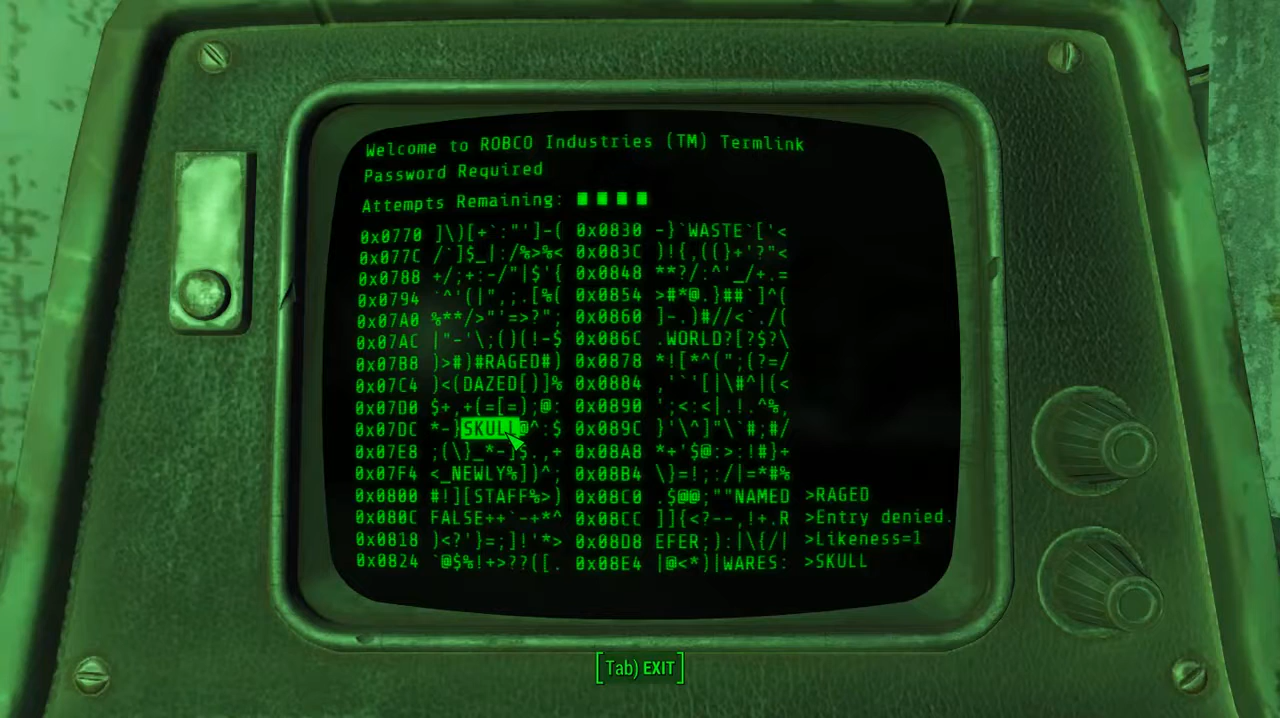 Welcome to ROBCO Industries (TM) Termlink
Password Required
Attempts Remaining: ■ ■ ■ ■
0x0770 ]\)[+`:"']-( 0x0830 -}`WASTE`['<
0x077C /`]$_|:/%>%< 0x083C )!{,((}+'?"<
0x0788 +/;+:-/"|$'{ 0x0848 **?/:^'_/+.=
0x0794 `^'(|",;.[%( 0x0854 >#*@.}##`]^(
0x07A0 %**/>"'=>?"; 0x0860 ]-.)#//<`./(
0x07AC |"-'\;()(!-$ 0x086C .WORLD?[?$?\
0x07B8 )>#)#RAGED#) 0x0878 *![*^(";(?=/
0x07C4 )<(DAZED[)]% 0x0884 ,'`'[|\#^|(<
0x07D0 $+,+(=[=);@: 0x0890 ';<:<|.!.^%,
0x07DC *-}SKULL@^:$ 0x089C }'\^]"\`#;#/
0x07E8 ;(\}_*-]$.,+ 0x08A8 *+'$@:>:!#}+
0x07F4 <_NEWLY%])^; 0x08B4 \}=!;:/|=*#%
0x0800 #!][STAFF%>) 0x08C0 .$@@;""NAMED >RAGED
0x080C FALSE++`-+*^ 0x08CC ]]{<?--,!+.R >Entry denied.
0x0818 )<?'}=;]!'*> 0x08D8 EFER;):|\{/| >Likeness=1
0x0824 `@$%!+>??([. 0x08E4 |@<*)|WARES: >SKULL
[Tab) EXIT]